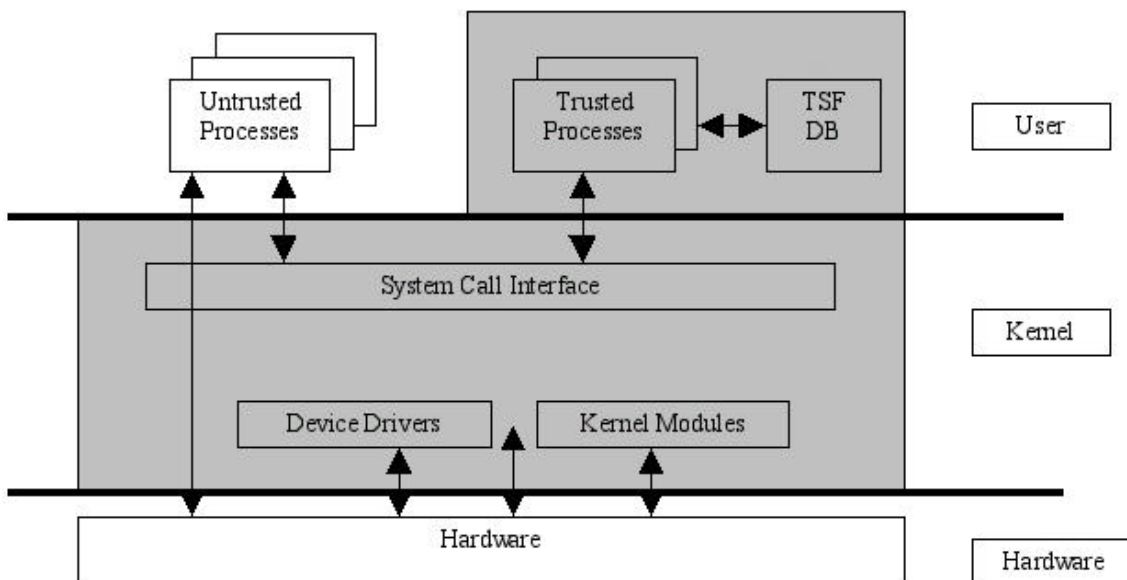 Untrusted
Processes
Trusted
Processes
TSF
DB
User
System Call Interface
Kernel
Device Drivers
Kernel Modules
Hardware
Hardware